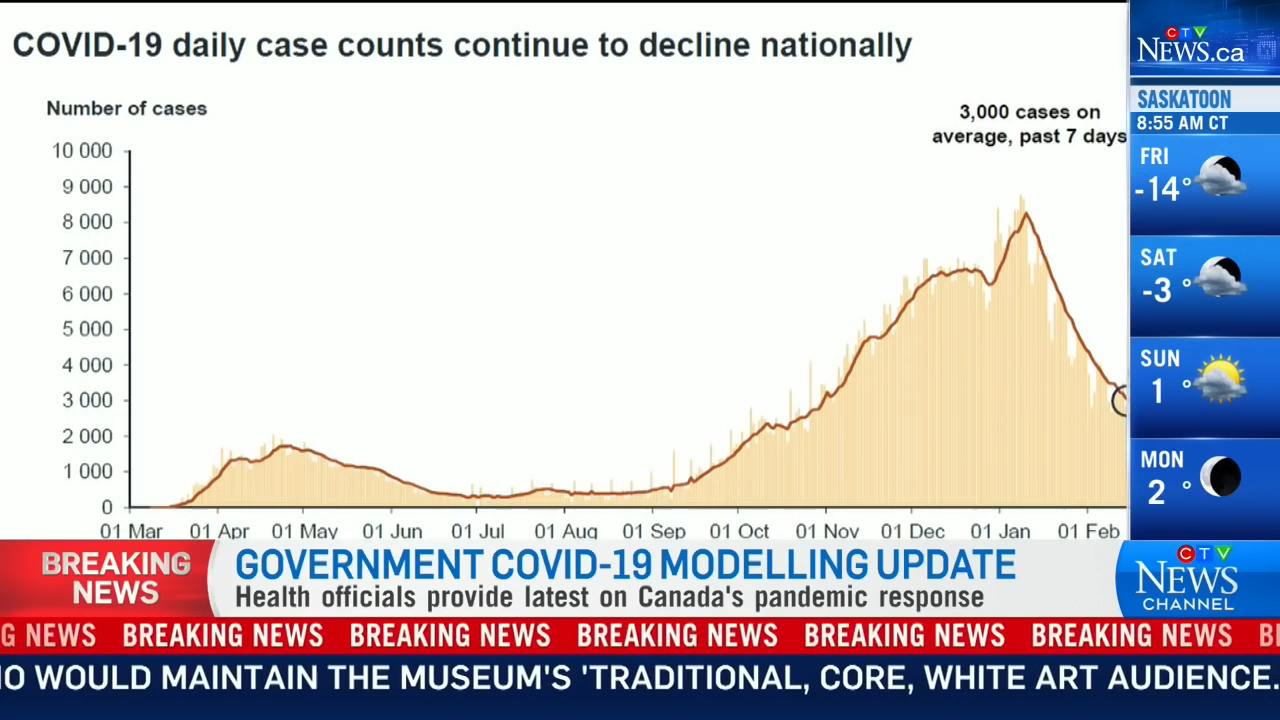 COVID-19 daily case counts continue to decline nationally
Number of cases
3,000 cases on
average, past 7 days
10 000
9 000
8 000
7 000
6 000
5 000
4 000
3 000
2 000
1 000
0
01 Mar 01 Apr 01 May 01 Jun 01 Jul 01 Aug 01 Sep 01 Oct 01 Nov 01 Dec 01 Jan 01 Feb
CTV
NEWS.ca
SASKATOON
8:55 AM CT
FRI
-14°
SAT
-3°
SUN
1°
MON
2°
BREAKING
NEWS
GOVERNMENT COVID-19 MODELLING UPDATE
Health officials provide latest on Canada's pandemic response
CTV
NEWS
CHANNEL
G NEWS BREAKING NEWS BREAKING NEWS BREAKING NEWS BREAKING NEWS BREAKING NEWS B
O WOULD MAINTAIN THE MUSEUM'S 'TRADITIONAL, CORE, WHITE ART AUDIENCE.